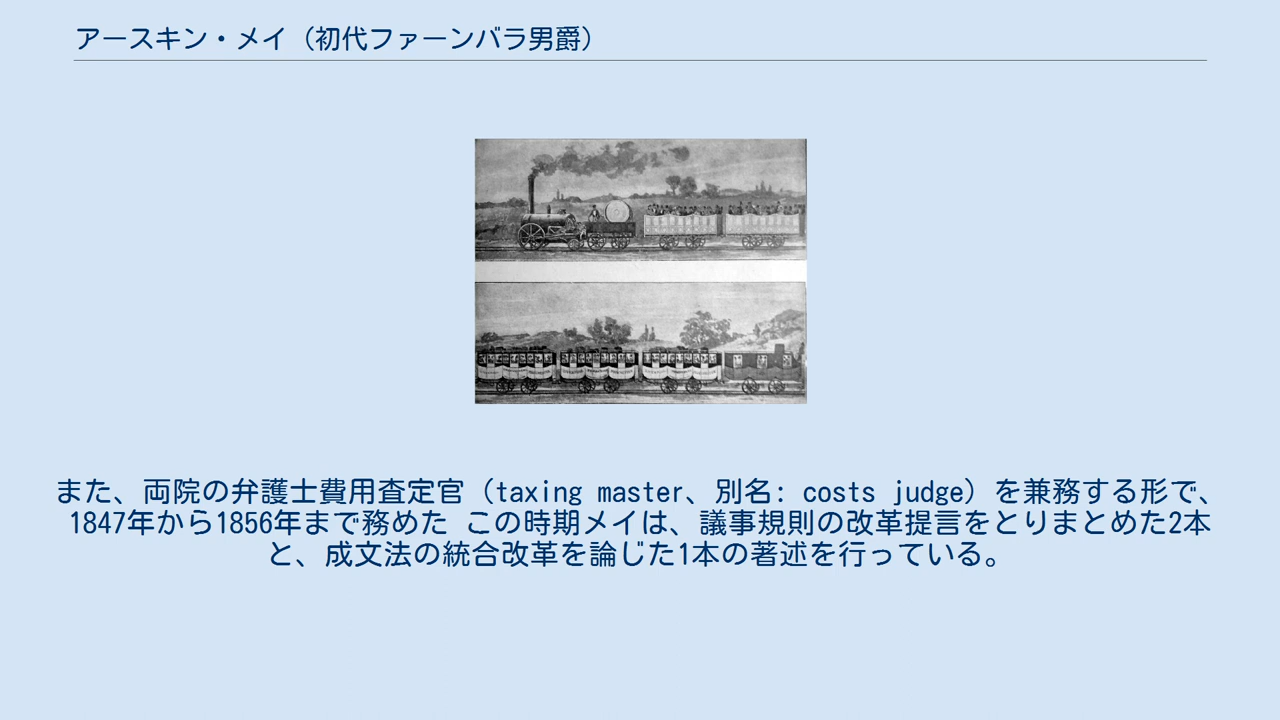 アースキン・メイ（初代ファーンバラ男爵）
また、両院の弁護士費用査定官（taxing master、別名: costs judge）を兼務する形で、
1847年から1856年まで務めた この時期メイは、議事規則の改革提言をとりまとめた2本
と、成文法の統合改革を論じた1本の著述を行っている。